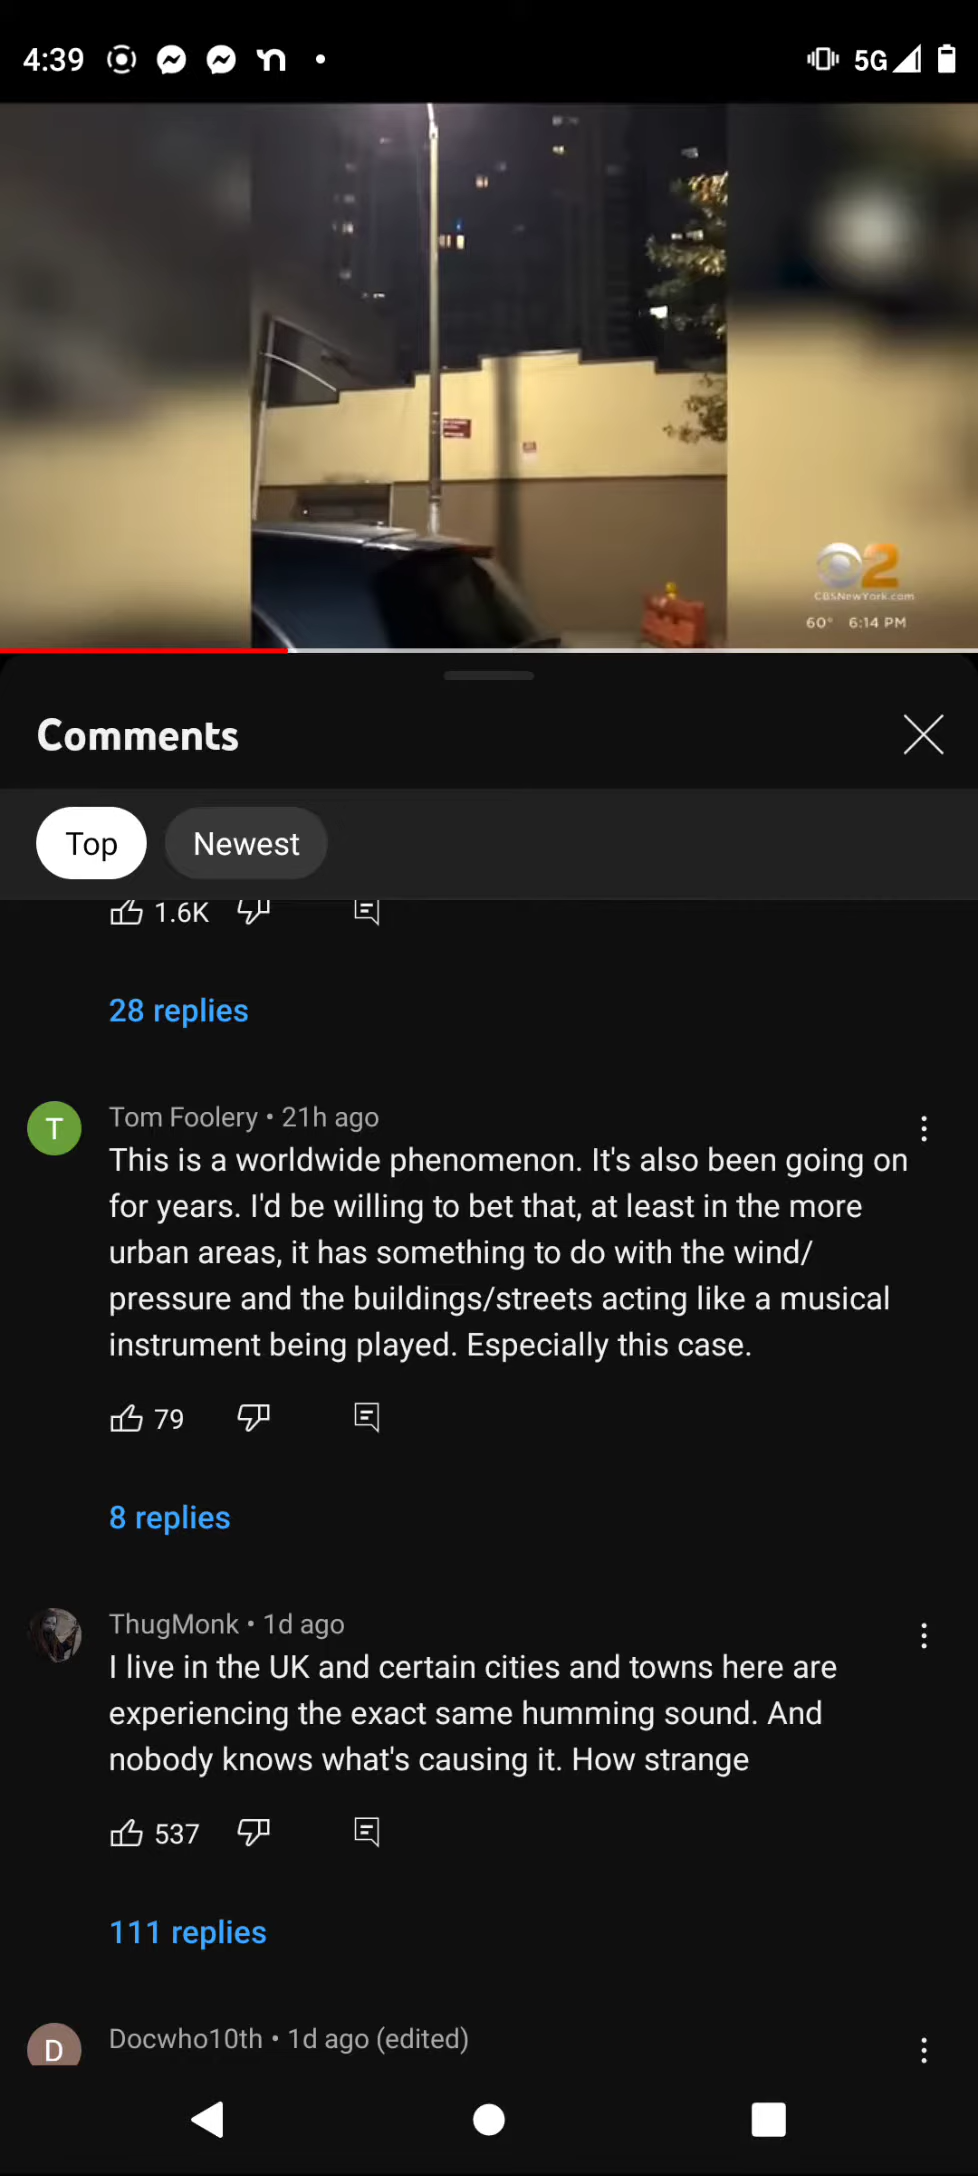 4:39
5G
2
CBSNewYork.com
60° 6:14 PM
Comments
Top
Newest
1.6K
28 replies
T
Tom Foolery • 21h ago
This is a worldwide phenomenon. It's also been going on
for years. I'd be willing to bet that, at least in the more
urban areas, it has something to do with the wind/
pressure and the buildings/streets acting like a musical
instrument being played. Especially this case.
79
8 replies
ThugMonk • 1d ago
I live in the UK and certain cities and towns here are
experiencing the exact same humming sound. And
nobody knows what's causing it. How strange
537
111 replies
D
Docwho10th • 1d ago (edited)